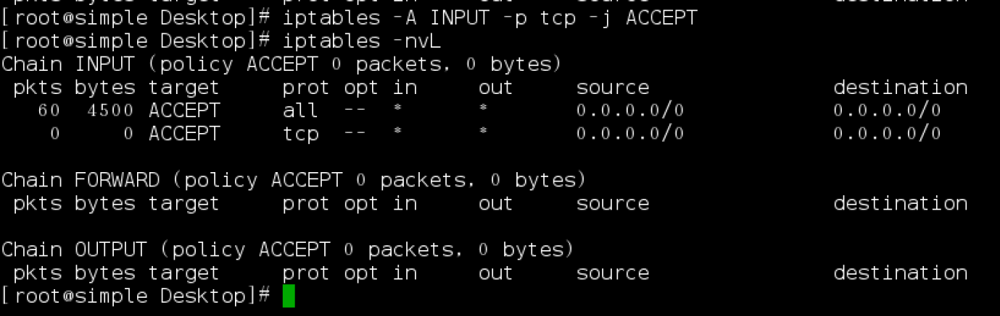 [root@simple Desktop]# iptables -A INPUT -p tcp -j ACCEPT
[root@simple Desktop]# iptables -nvL
Chain INPUT (policy ACCEPT 0 packets, 0 bytes)
 pkts bytes target     prot opt in     out     source               destination
   60  4500 ACCEPT     all  --  *      *       0.0.0.0/0            0.0.0.0/0
    0     0 ACCEPT     tcp  --  *      *       0.0.0.0/0            0.0.0.0/0

Chain FORWARD (policy ACCEPT 0 packets, 0 bytes)
 pkts bytes target     prot opt in     out     source               destination

Chain OUTPUT (policy ACCEPT 0 packets, 0 bytes)
 pkts bytes target     prot opt in     out     source               destination
[root@simple Desktop]#